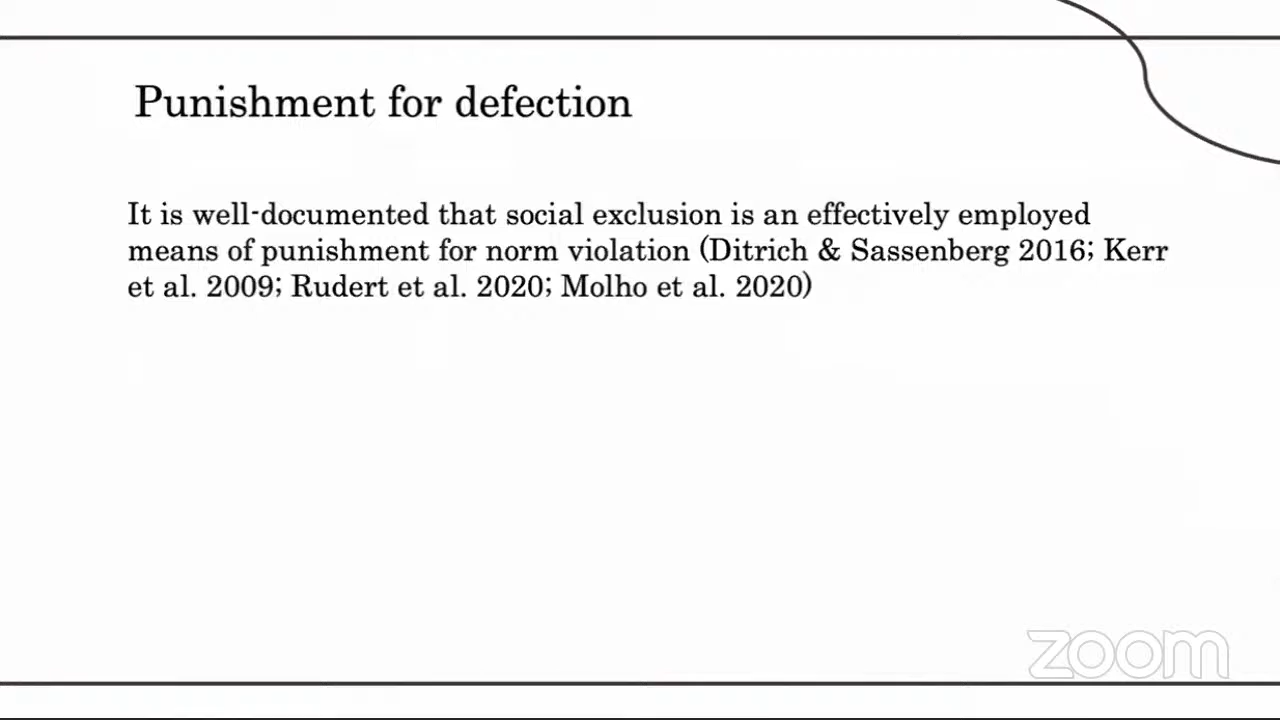 Punishment for defection
It is well-documented that social exclusion is an effectively employed
means of punishment for norm violation (Ditrich & Sassenberg 2016; Kerr
et al. 2009; Rudert et al. 2020; Molho et al. 2020)
zoom